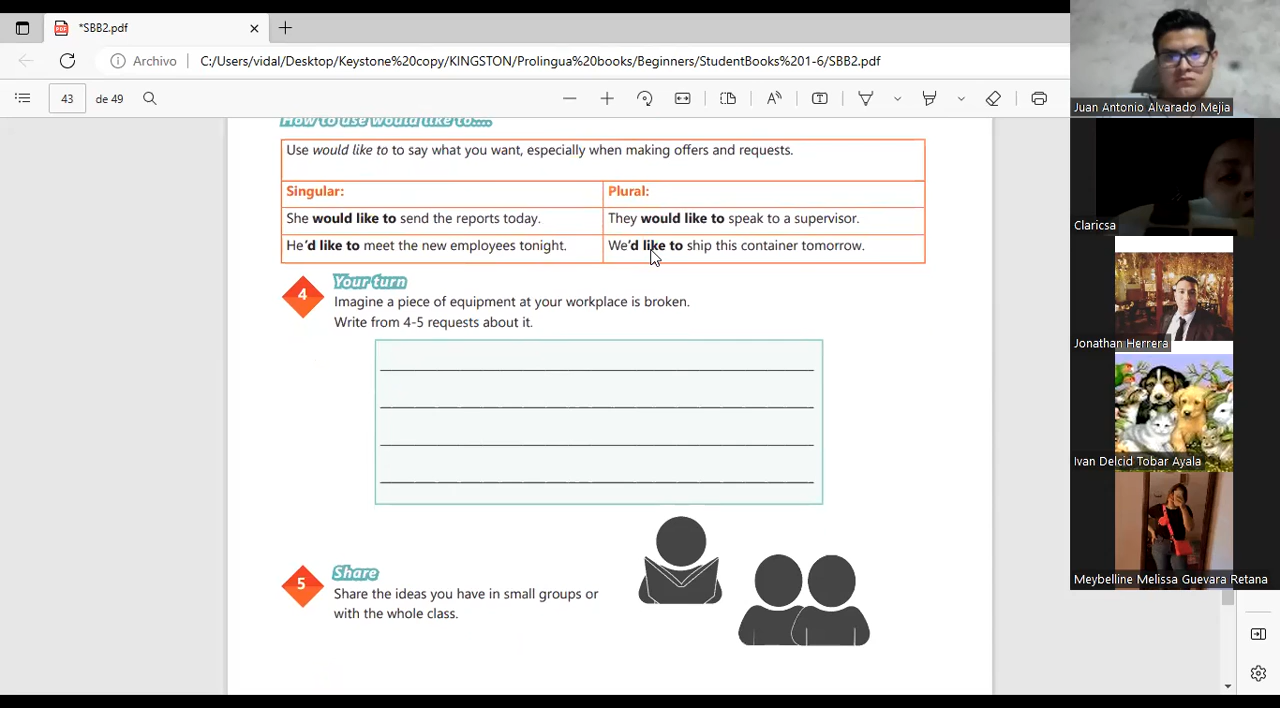 *SBB2.pdf
Archivo
C:/Users/vidal/Desktop/Keystone%20copy/KINGSTON/Prolingua%20books/Beginners/StudentBooks%201-6/SBB2.pdf
43 de 49
How to use would like to....
Use would like to to say what you want, especially when making offers and requests.
Singular: Plural:
She would like to send the reports today. They would like to speak to a supervisor.
He'd like to meet the new employees tonight. We'd like to ship this container tomorrow.
4 Your turn
Imagine a piece of equipment at your workplace is broken.
Write from 4-5 requests about it.
5 Share
Share the ideas you have in small groups or
with the whole class.
Juan Antonio Alvarado Mejia
Claricsa
Jonathan Herrera
Ivan Delcid Tobar Ayala
Meybelline Melissa Guevara Retana